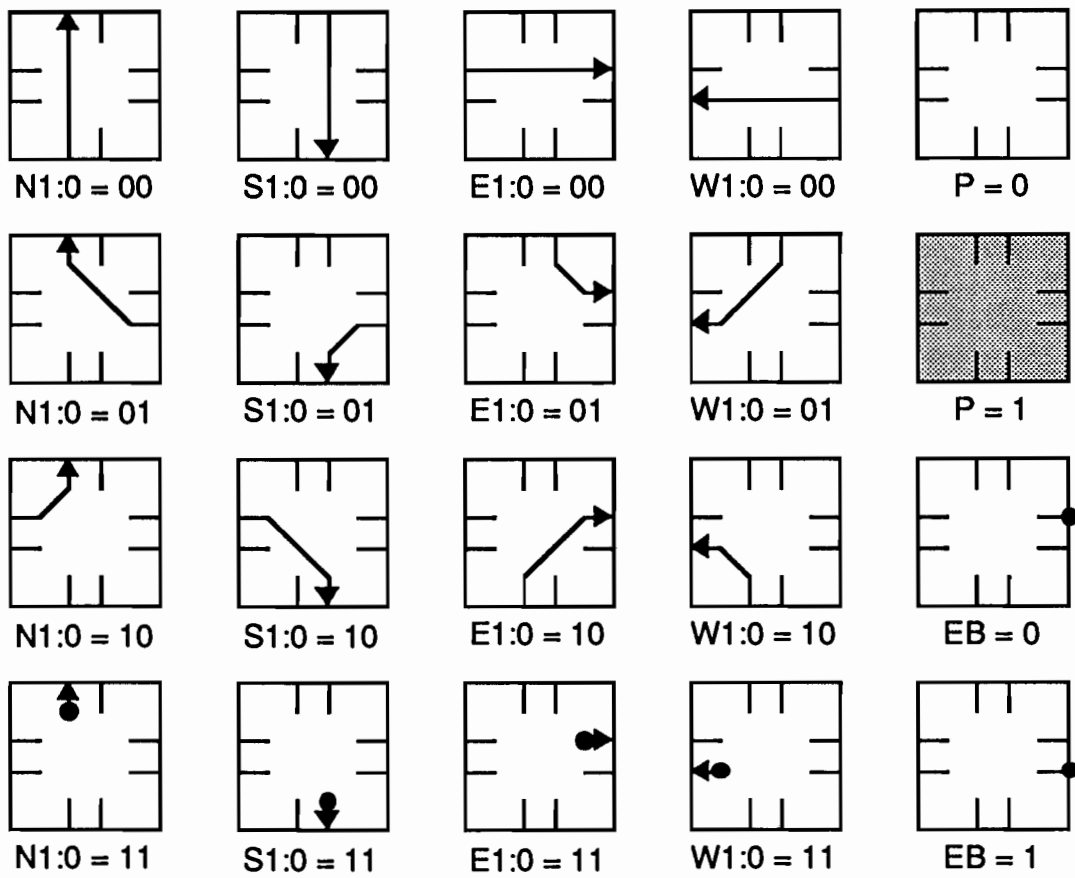 N1:0 = 00 S1:0 = 00 E1:0 = 00 W1:0 = 00 P = 0
N1:0 = 01 S1:0 = 01 E1:0 = 01 W1:0 = 01 P = 1
N1:0 = 10 S1:0 = 10 E1:0 = 10 W1:0 = 10 EB = 0
N1:0 = 11 S1:0 = 11 E1:0 = 11 W1:0 = 11 EB = 1